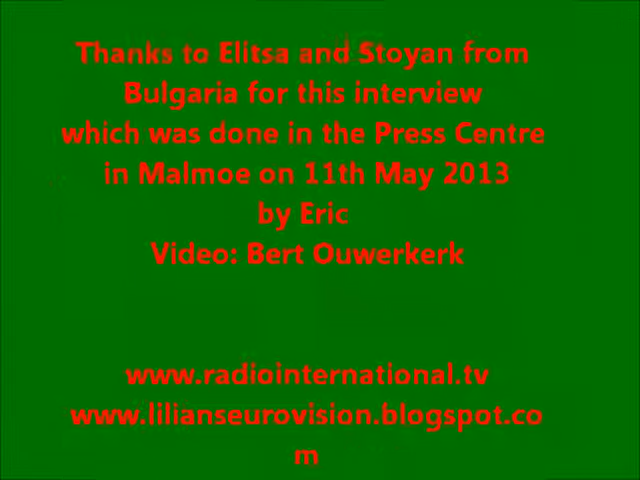 Thanks to Elitsa and Stoyan from
Bulgaria for this interview
which was done in the Press Centre
in Malmoe on 11th May 2013
by Eric
Video: Bert Ouwerkerk
www.radiointernational.tv
www.lilianseurovision.blogspot.co
m